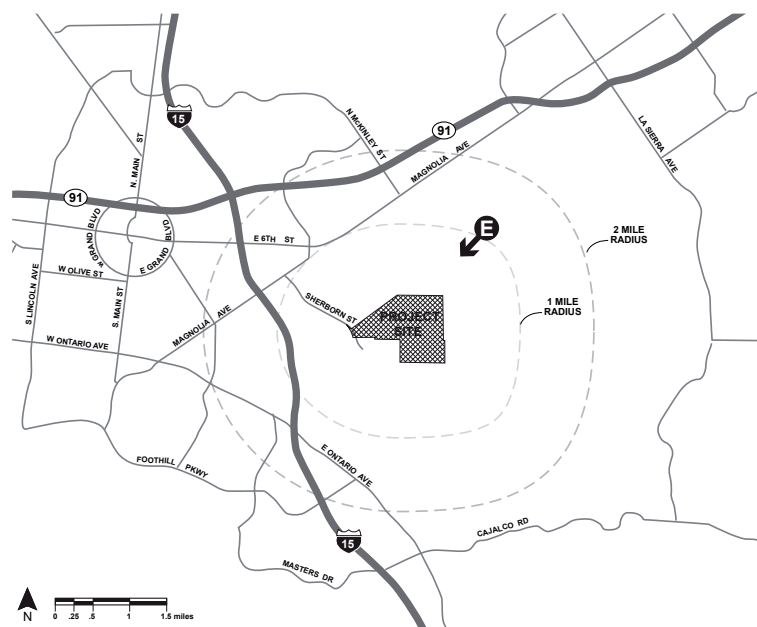 15
N McKINLEY ST
91
LA SIERRA AVE
N. MAIN ST
MAGNOLIA AVE
91
W GRAND BLVD
E GRAND BLVD
E 6TH ST
E
2 MILE
RADIUS
W OLIVE ST
S LINCOLN AVE
S. MAIN ST
SHERBORN ST
PROJECT
SITE
1 MILE
RADIUS
MAGNOLIA AVE
W ONTARIO AVE
FOOTHILL PKWY
E ONTARIO AVE
CAJALCO RD
15
MASTERS DR
N
0 .25 .5 1 1.5 miles